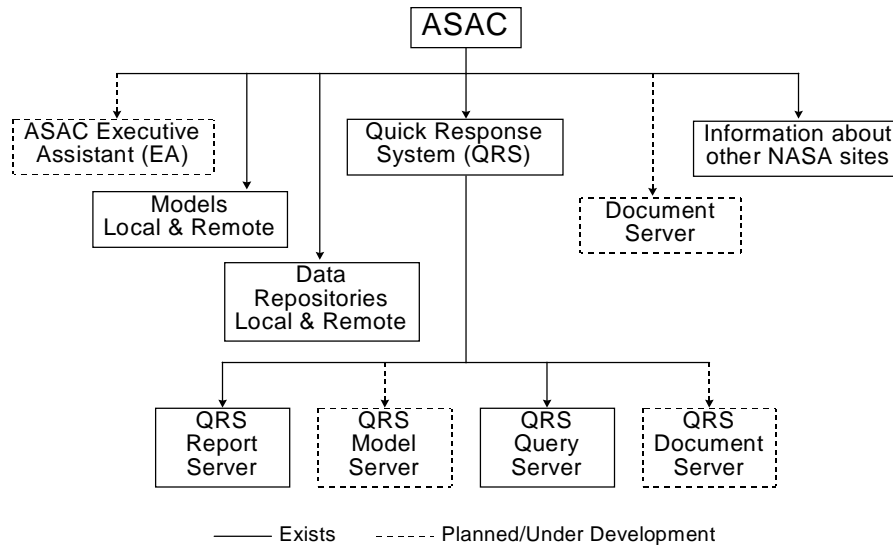 ASAC
ASAC Executive
Assistant (EA)
Quick Response
System (QRS)
Information about
other NASA sites
Models
Local & Remote
Document
Server
Data
Repositories
Local & Remote
QRS
Report
Server
QRS
Model
Server
QRS
Query
Server
QRS
Document
Server
Exists
Planned/Under Development